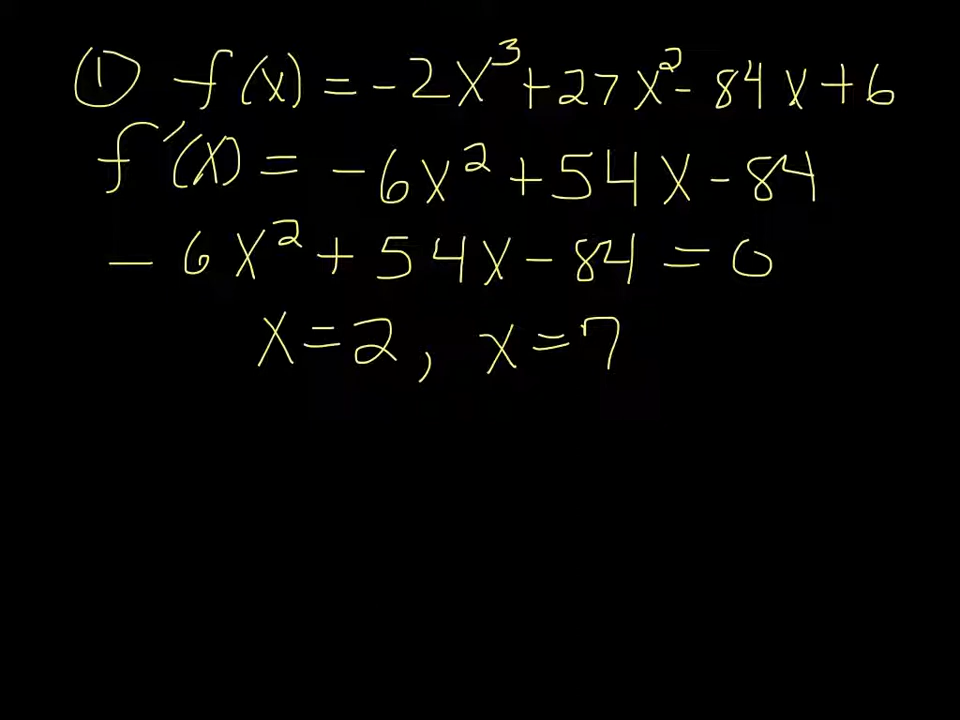 ① f(x) = -2x³ + 27x² - 84x + 6
f'(x) = -6x² + 54x - 84
-6x² + 54x - 84 = 0
x = 2, x = 7